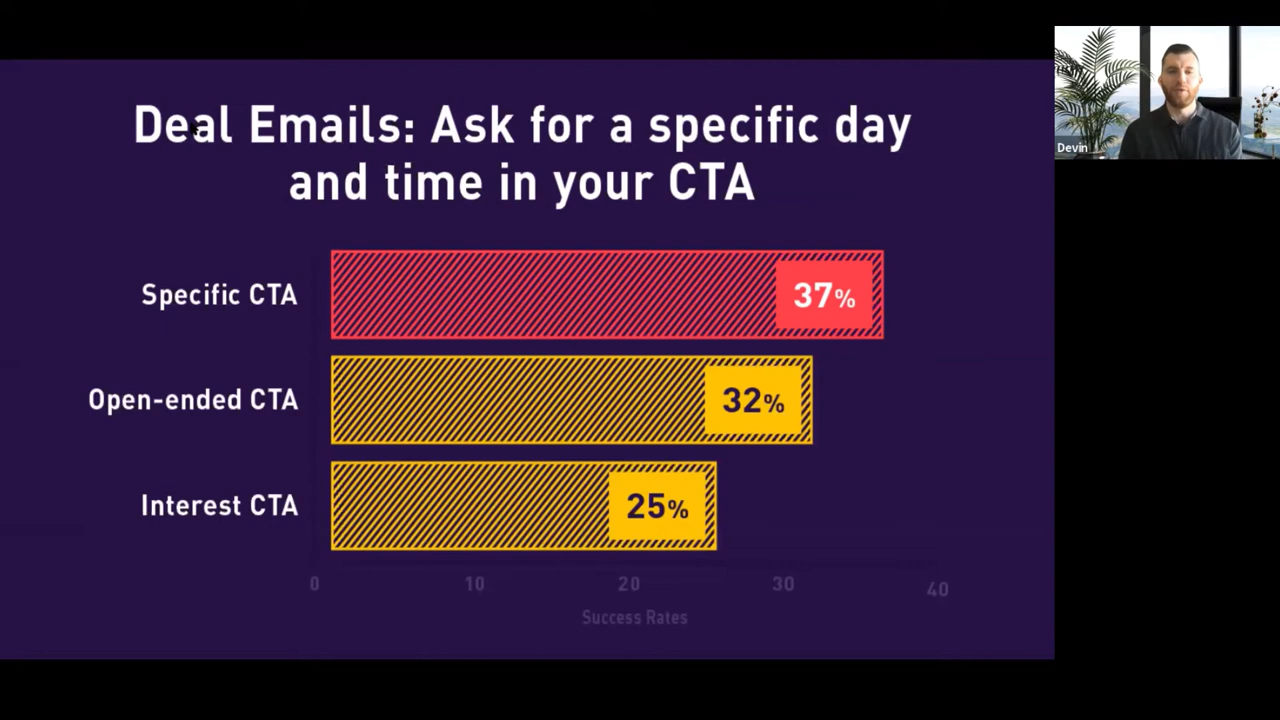 Deal Emails: Ask for a specific day
and time in your CTA
Specific CTA
37%
Open-ended CTA
32%
Interest CTA
25%
0 10 20 30 40
Success Rates
Devin